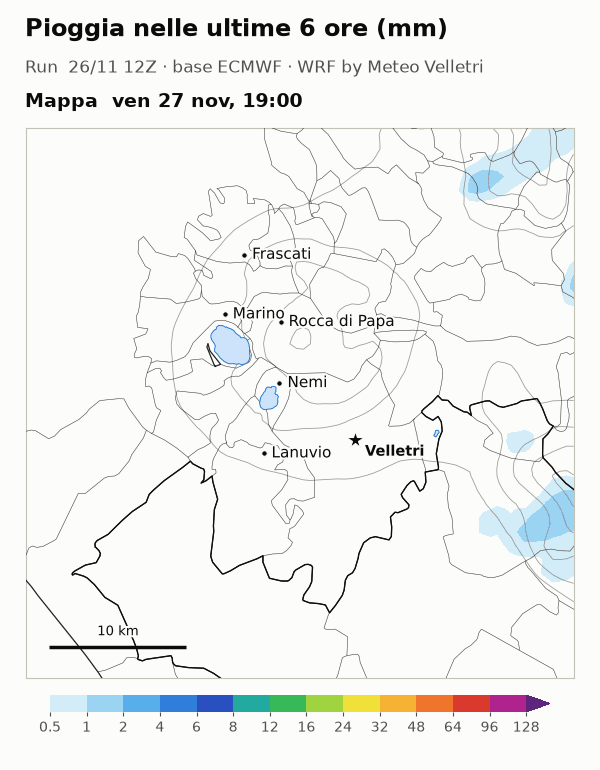 Pioggia nelle ultime 6 ore (mm)
Run  26/11 12Z · base ECMWF · WRF by Meteo Velletri
Mappa  ven 27 nov, 19:00
Frascati
Marino
Rocca di Papa
Nemi
Velletri
Lanuvio
10 km
0.5 1 2 4 6 8 12 16 24 32 48 64 96 128